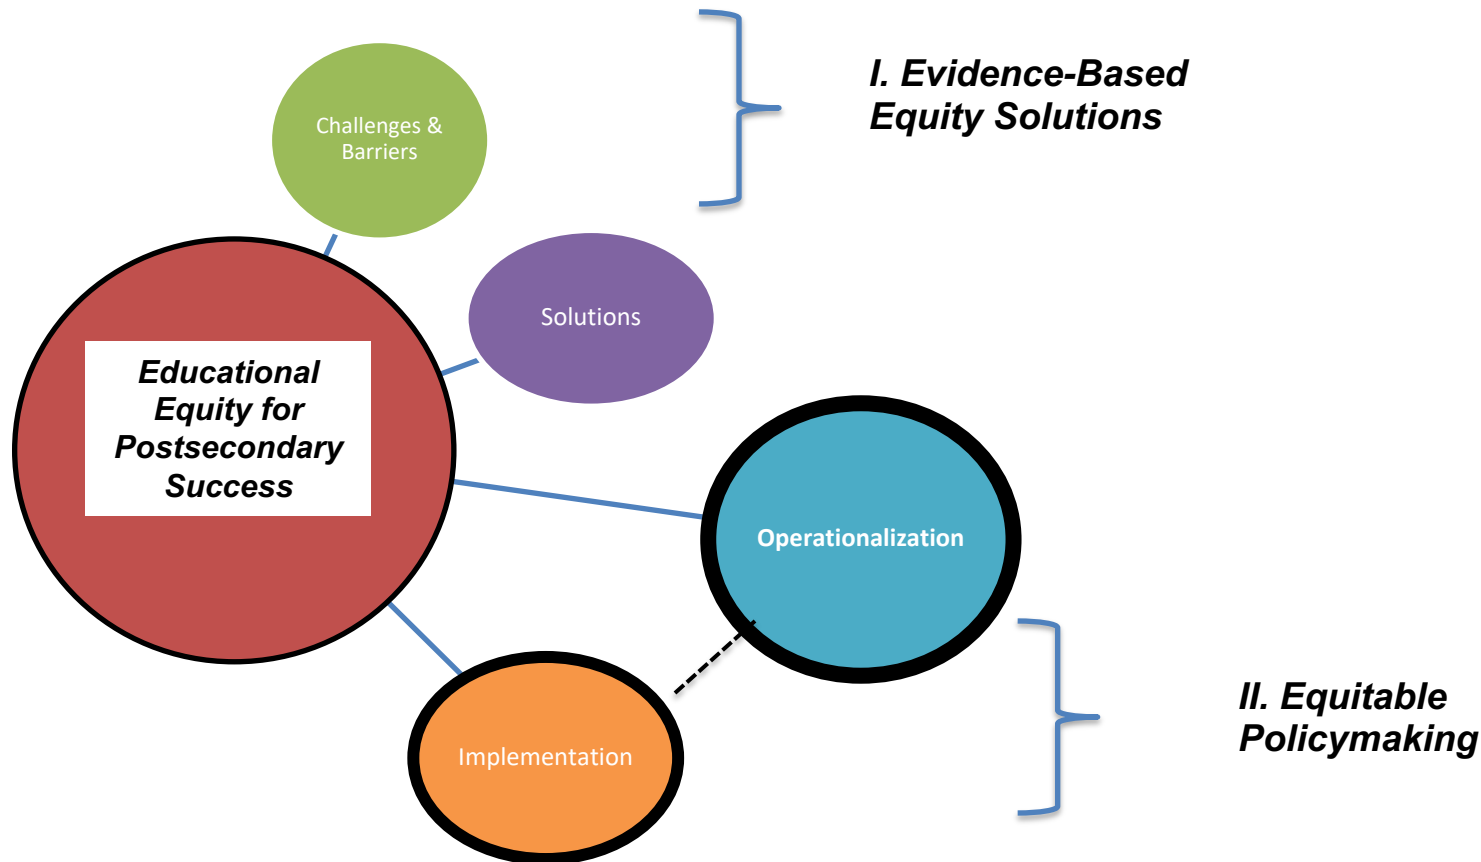 I. Evidence-Based
Equity Solutions
Challenges &
Barriers
Solutions
Educational
Equity for
Postsecondary
Success
Operationalization
Implementation
II. Equitable
Policymaking